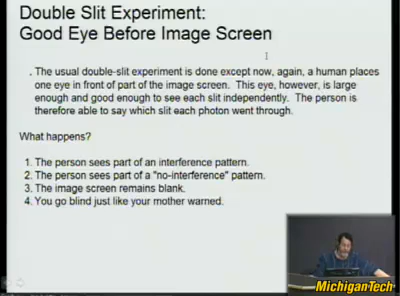 Double Slit Experiment:
Good Eye Before Image Screen
. The usual double-slit experiment is done except now, again, a human places
one eye in front of part of the image screen. This eye, however, is large
enough and good enough to see each slit independently. The person is
therefore able to say which slit each photon went through.
What happens?
1. The person sees part of an interference pattern.
2. The person sees part of a "no-interference" pattern.
3. The image screen remains blank.
4. You go blind just like your mother warned.
MichiganTech